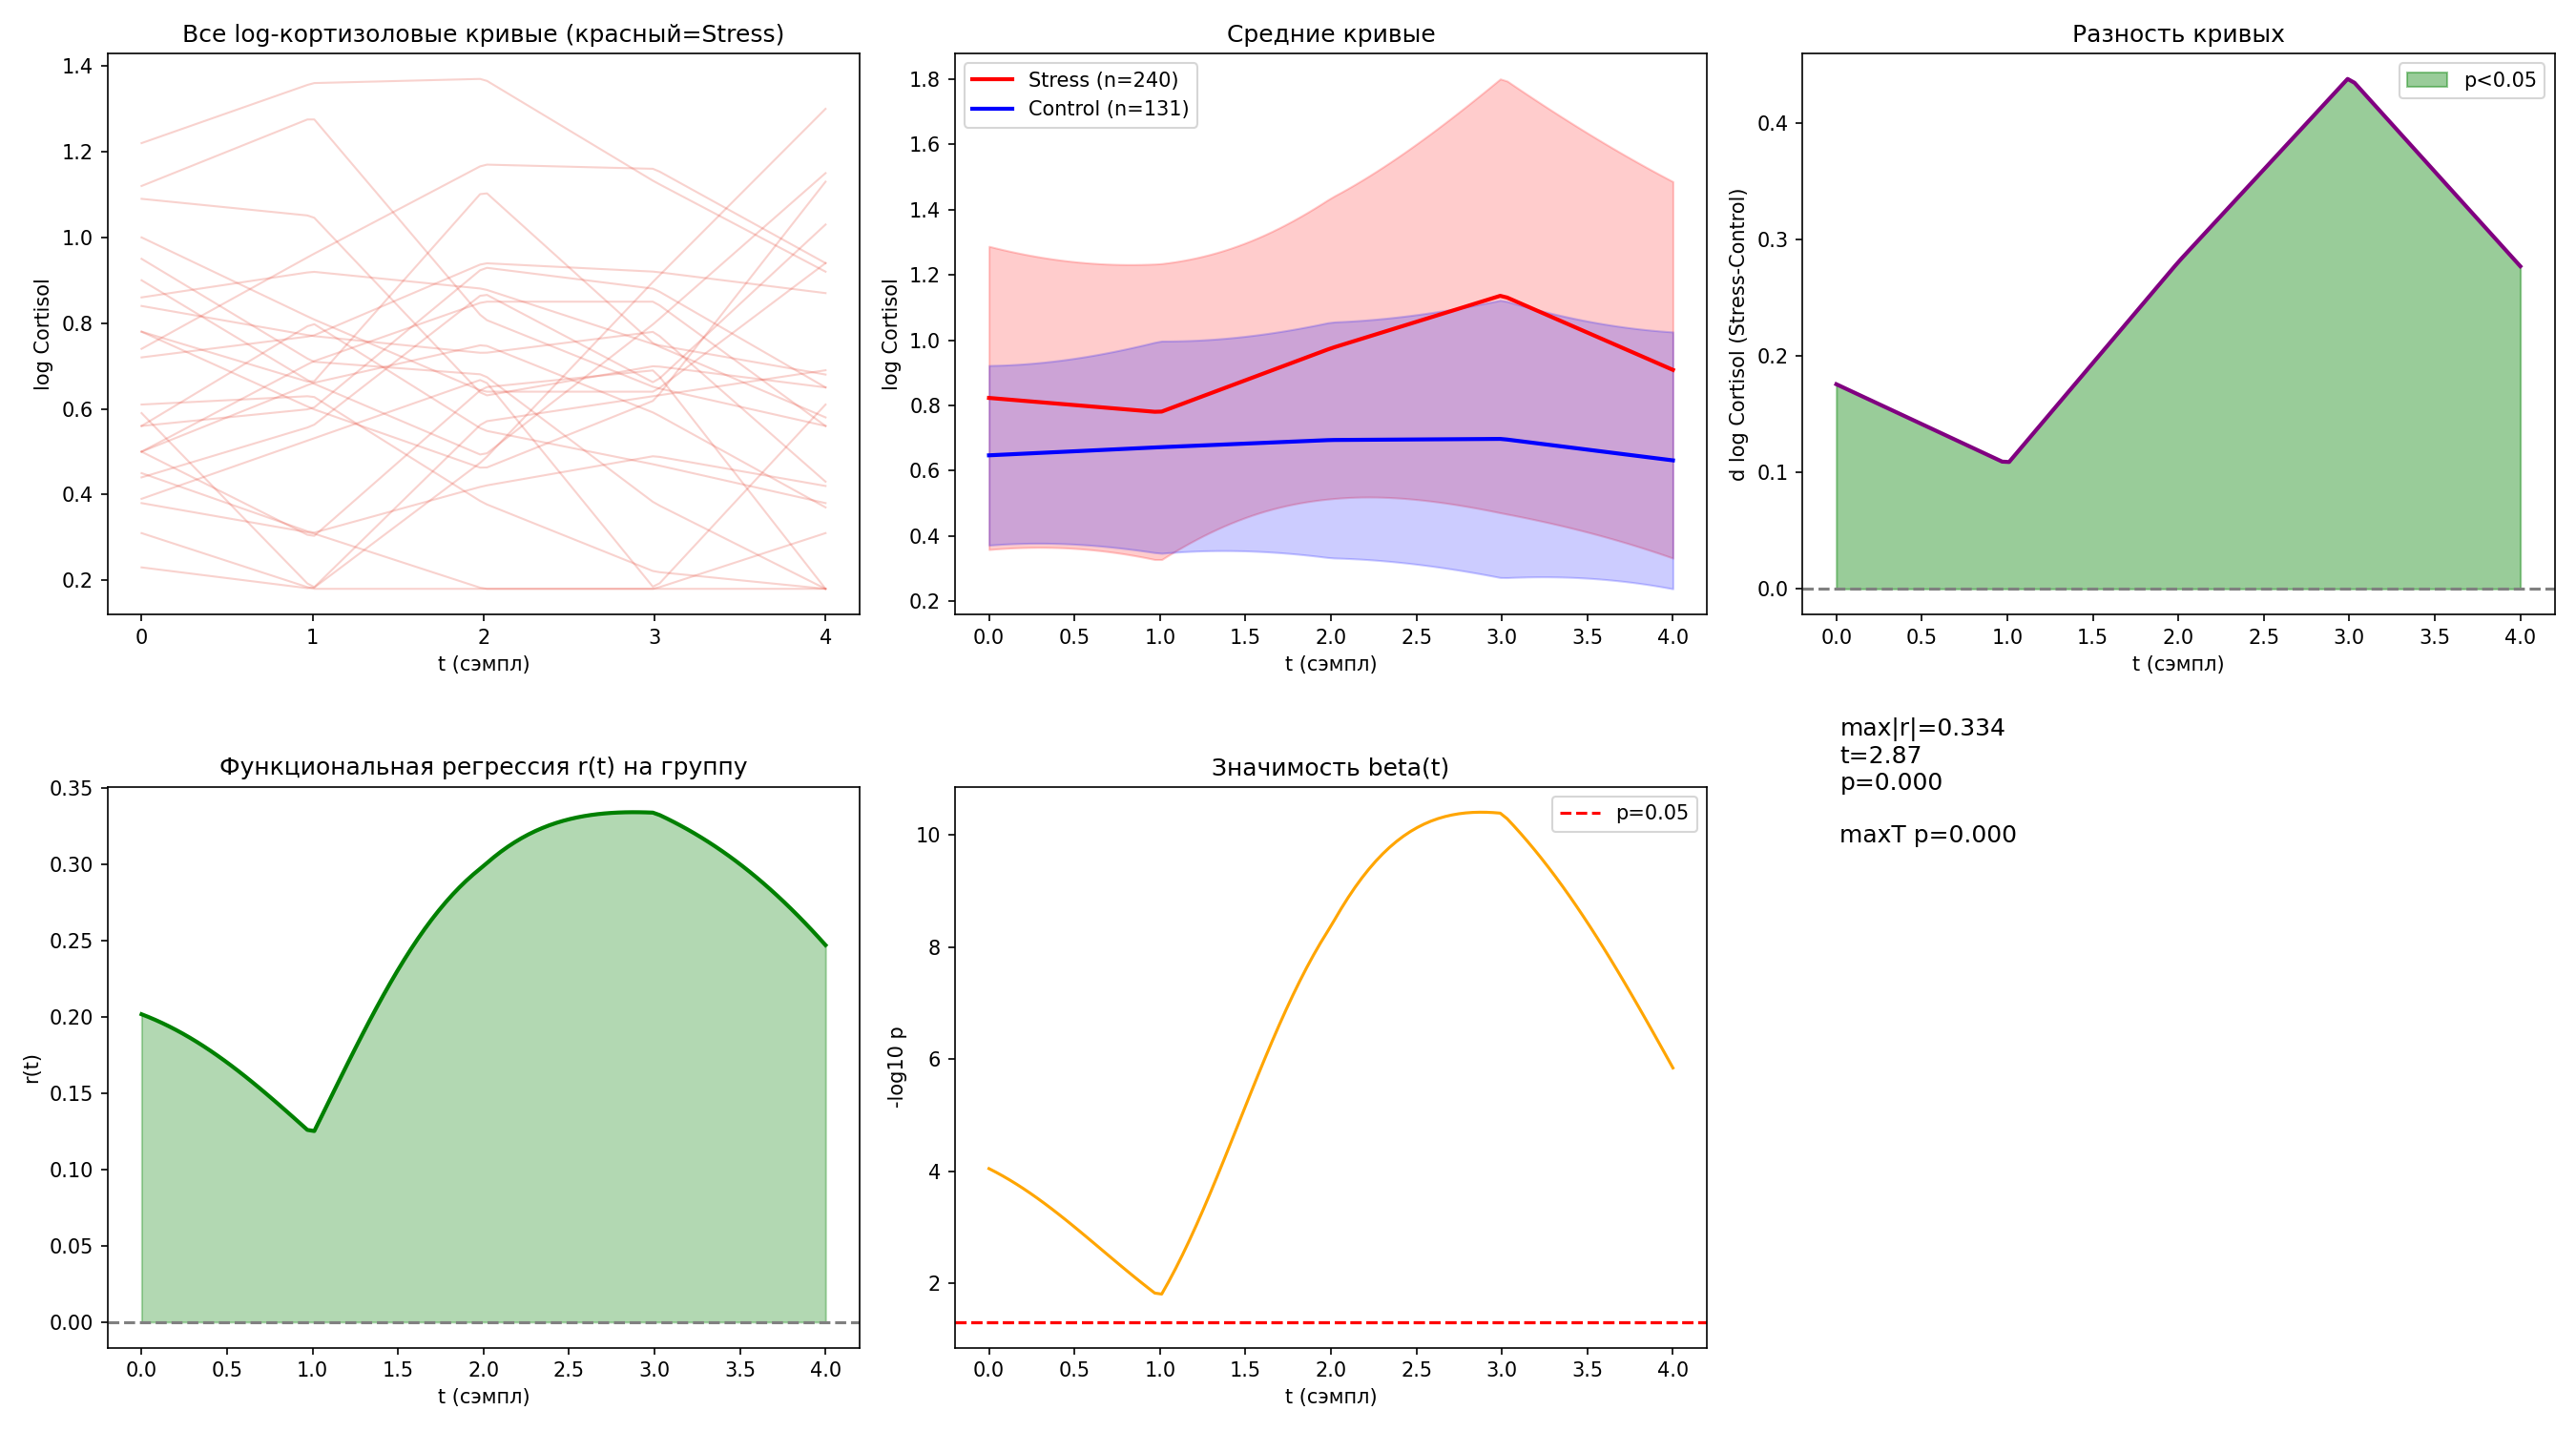 Все log-кортизоловые кривые (красный=Stress)
log Cortisol
1.4
1.2
1.0
0.8
0.6
0.4
0.2
0 1 2 3 4
t (сэмпл)
Средние кривые
Stress (n=240)
Control (n=131)
log Cortisol
1.8
1.6
1.4
1.2
1.0
0.8
0.6
0.4
0.2
0.0 0.5 1.0 1.5 2.0 2.5 3.0 3.5 4.0
t (сэмпл)
Разность кривых
p<0.05
d log Cortisol (Stress-Control)
0.4
0.3
0.2
0.1
0.0
0.0 0.5 1.0 1.5 2.0 2.5 3.0 3.5 4.0
t (сэмпл)
Функциональная регрессия r(t) на группу
r(t)
0.35
0.30
0.25
0.20
0.15
0.10
0.05
0.00
0.0 0.5 1.0 1.5 2.0 2.5 3.0 3.5 4.0
t (сэмпл)
Значимость beta(t)
p=0.05
-log10 p
10
8
6
4
2
0.0 0.5 1.0 1.5 2.0 2.5 3.0 3.5 4.0
t (сэмпл)
max|r|=0.334
t=2.87
p=0.000
maxT p=0.000